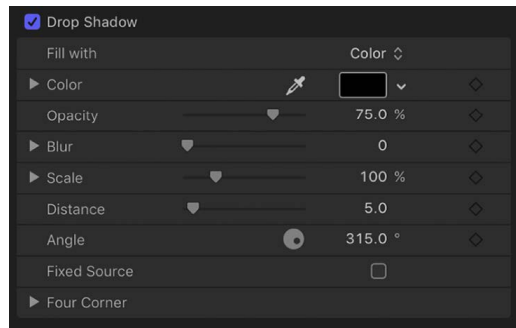 Drop Shadow
Fill with Color
Color
Opacity 75.0 %
Blur 0
Scale 100 %
Distance 5.0
Angle 315.0 °
Fixed Source
Four Corner